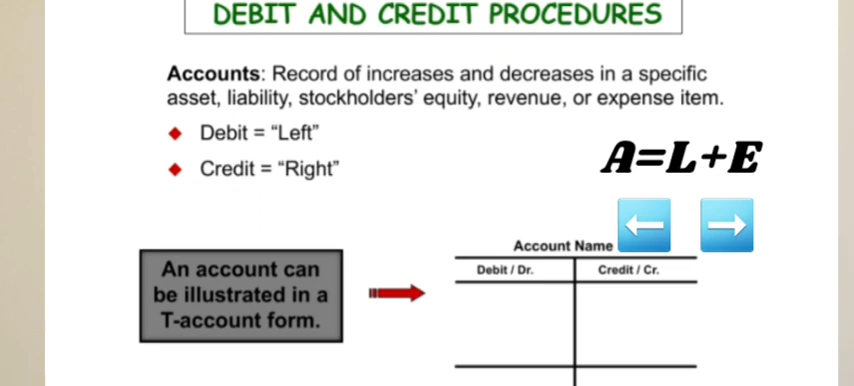 DEBIT AND CREDIT PROCEDURES
Accounts: Record of increases and decreases in a specific
asset, liability, stockholders’ equity, revenue, or expense item.
Debit = “Left”
Credit = “Right”
A=L+E
An account can
be illustrated in a
T-account form.
Account Name
Debit / Dr. Credit / Cr.